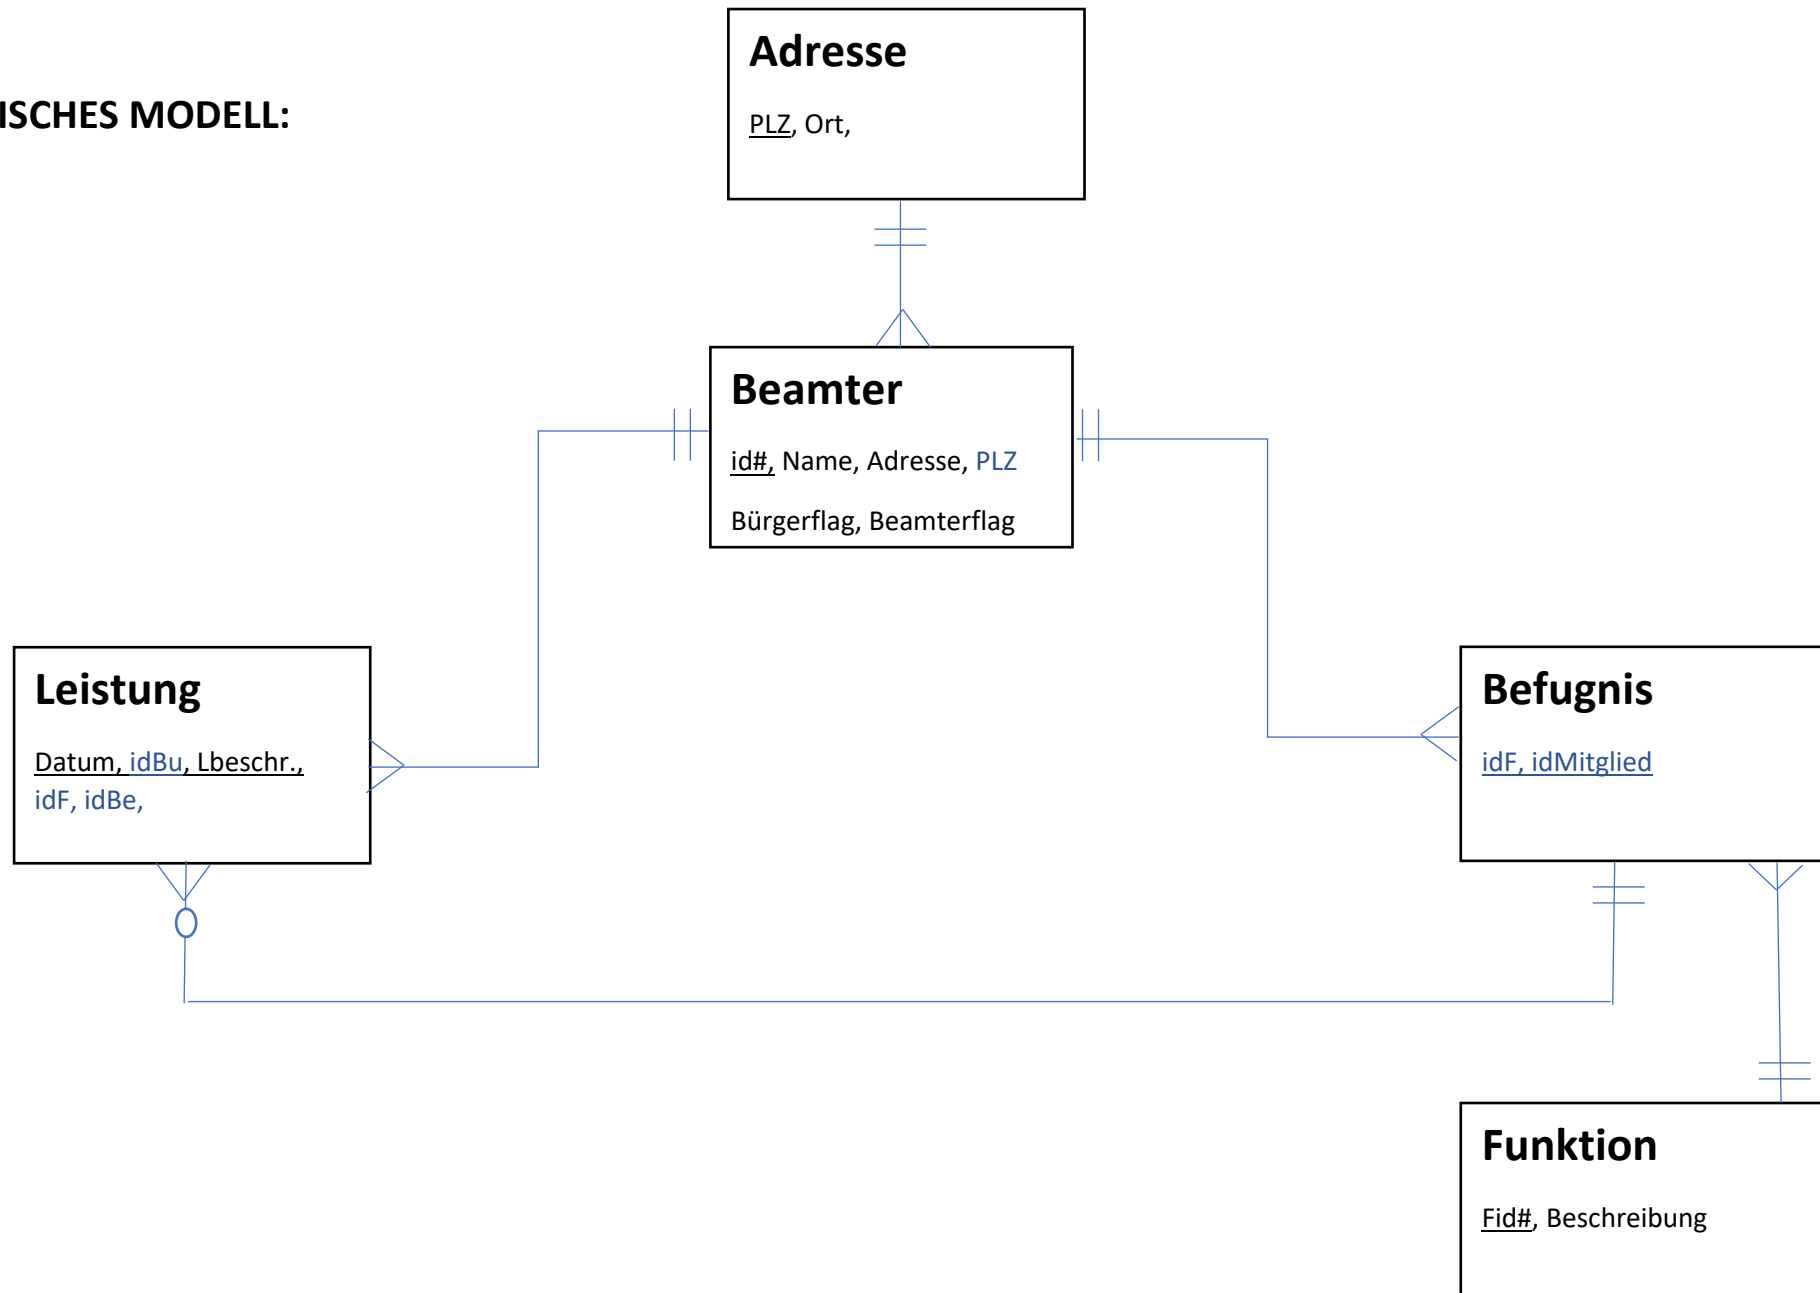 Adresse
ISCHES MODELL:
PLZ, Ort,
Beamter
id#, Name, Adresse, PLZ
Bürgerflag, Beamterflag
Leistung
Datum, idBu, Lbeschr.,
idF, idBe,
Befugnis
idF, idMitglied
Funktion
Fid#, Beschreibung